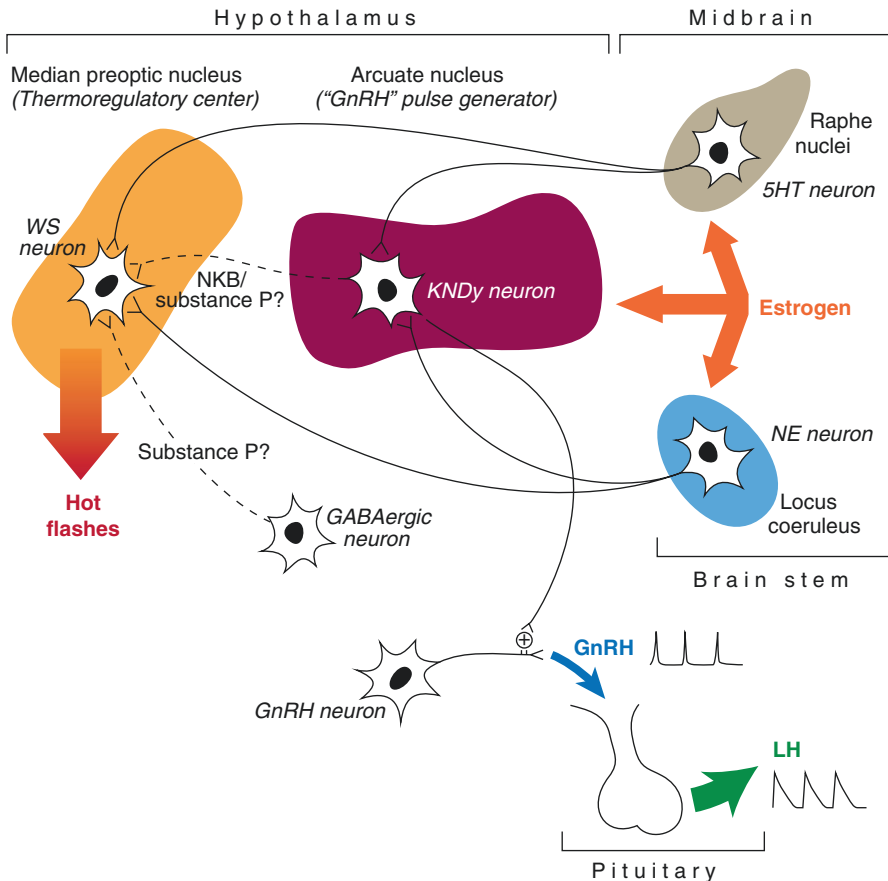 Hypothalamus
Midbrain
Median preoptic nucleus
(Thermoregulatory center)
Arcuate nucleus
("GnRH" pulse generator)
Raphe
nuclei
5HT neuron
WS
neuron
NKB/
substance P?
KNDy neuron
Estrogen
Substance P?
NE neuron
Hot
flashes
GABAergic
neuron
Locus
coeruleus
Brain stem
+
GnRH
GnRH neuron
LH
Pituitary